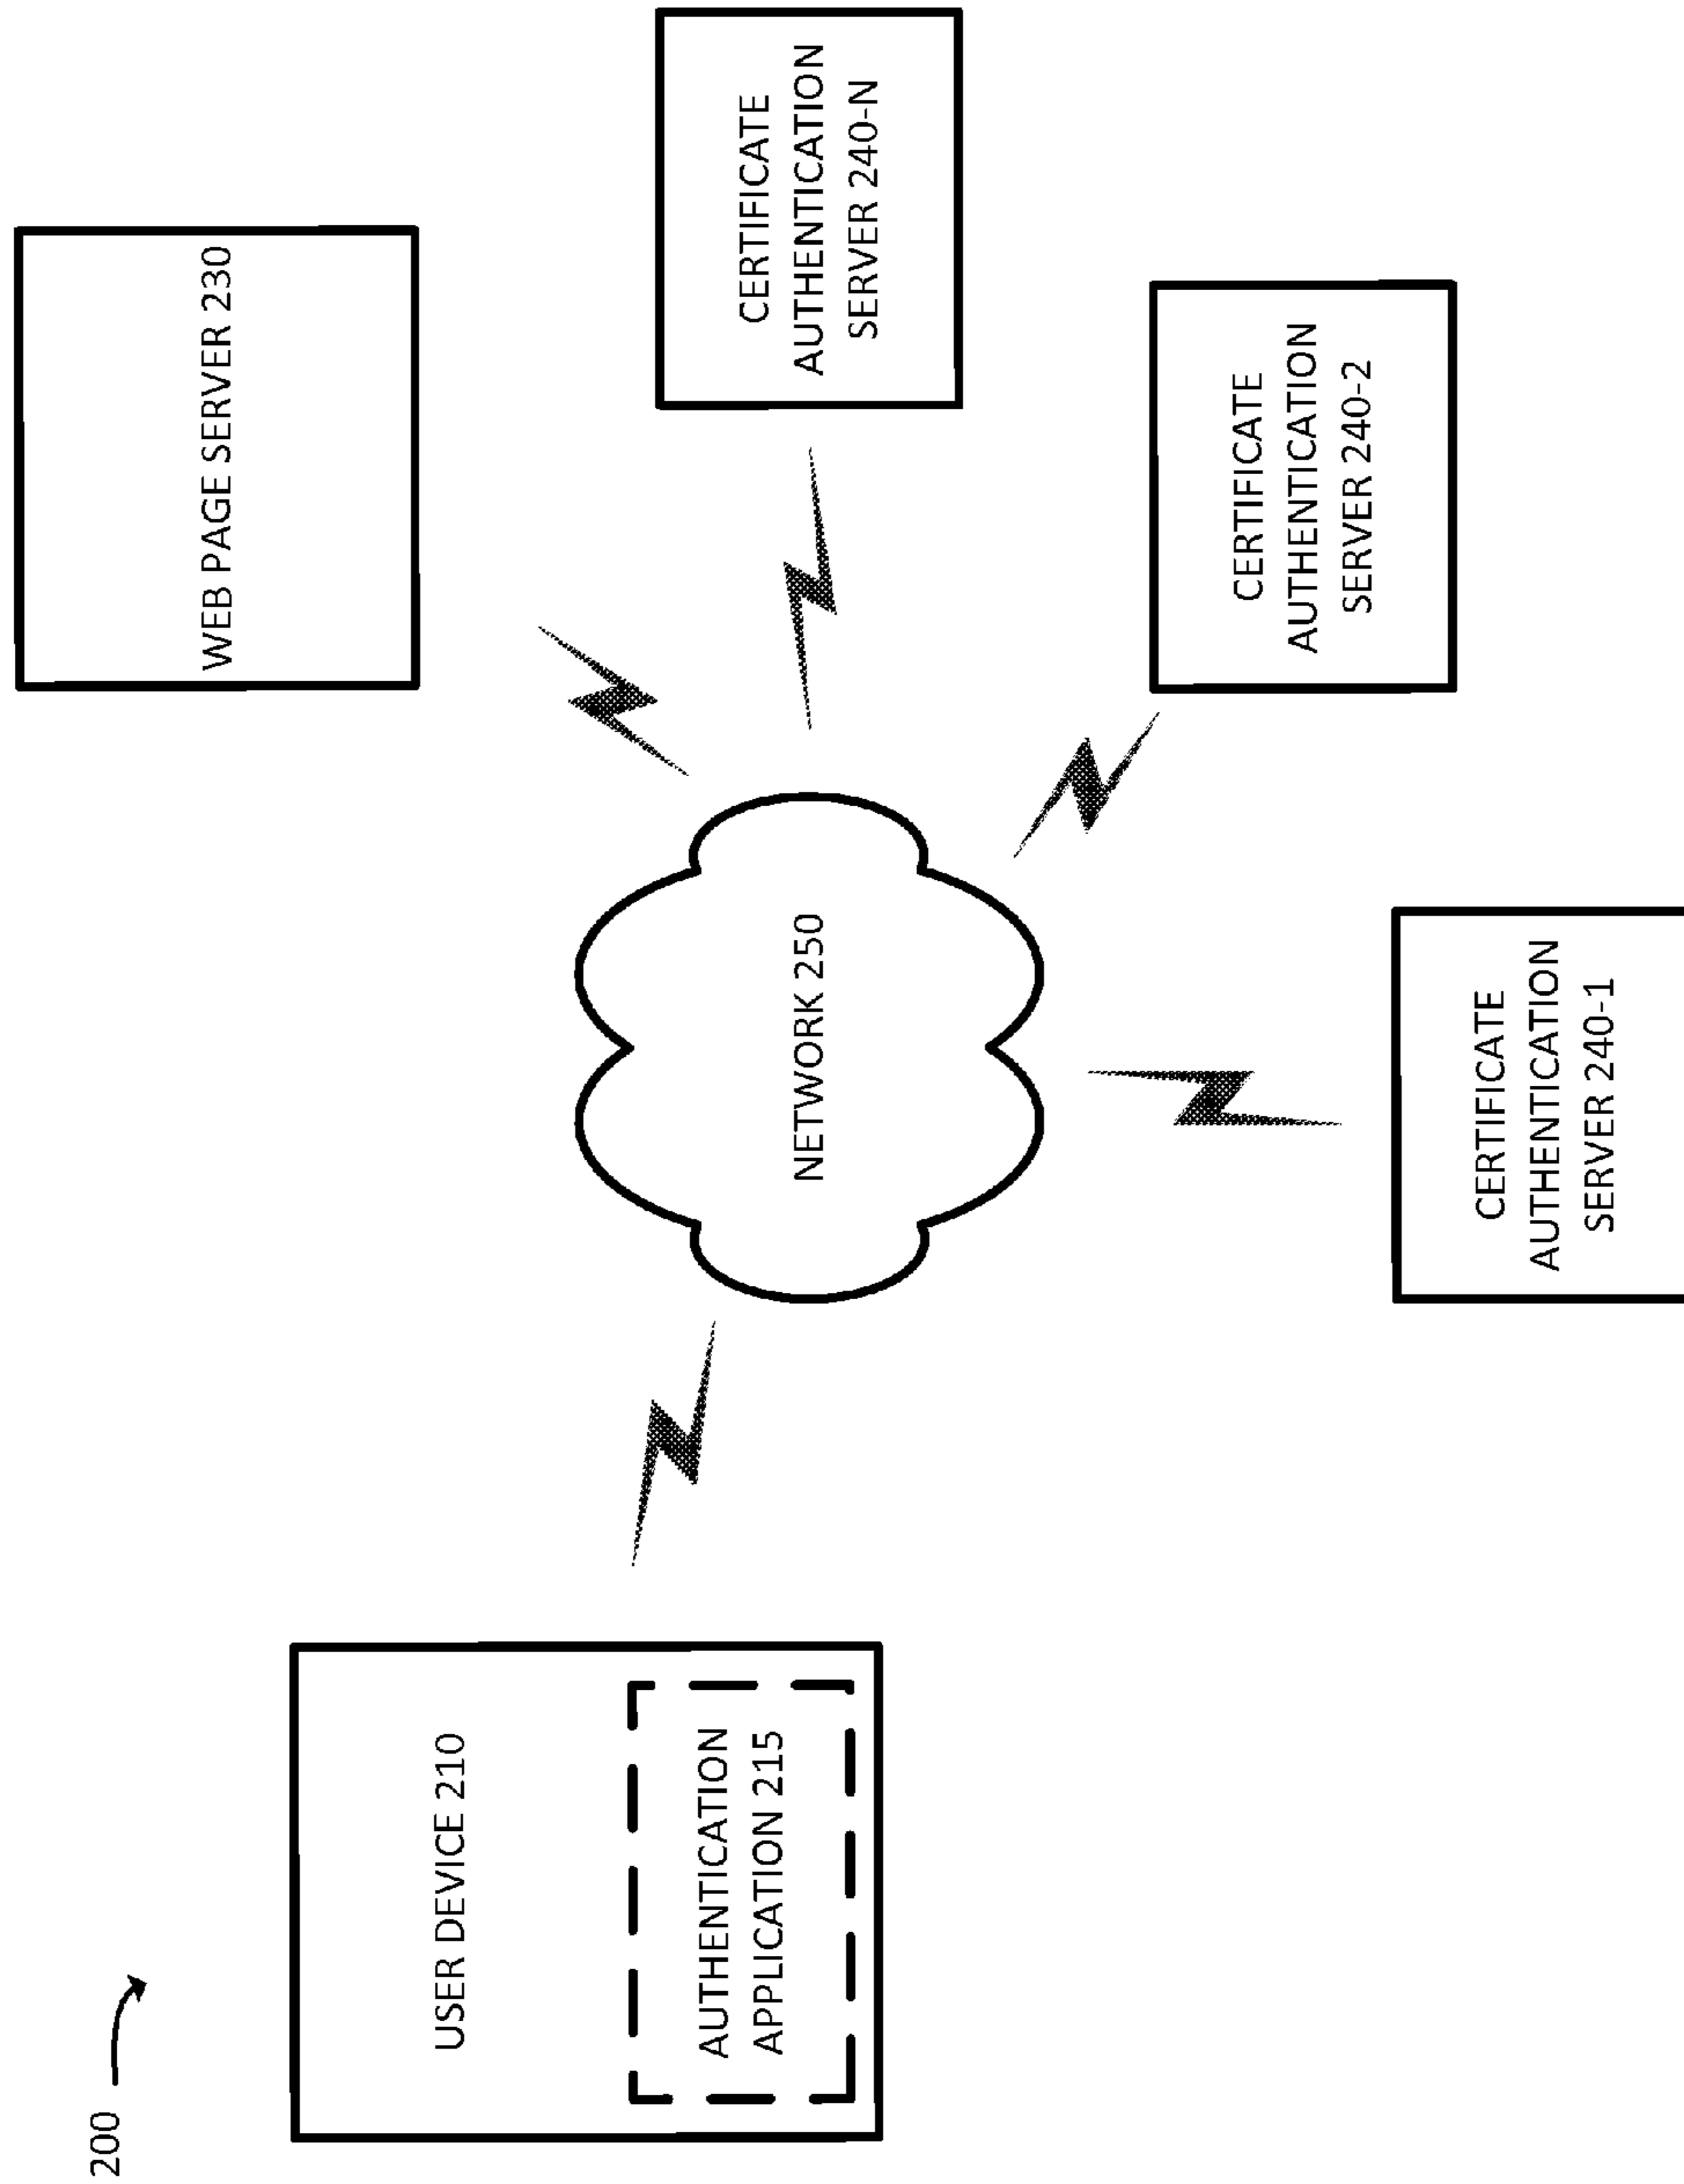 200
USER DEVICE 210
AUTHENTICATION
APPLICATION 215
NETWORK 250
WEB PAGE SERVER 230
CERTIFICATE
AUTHENTICATION
SERVER 240-N
CERTIFICATE
AUTHENTICATION
SERVER 240-2
CERTIFICATE
AUTHENTICATION
SERVER 240-1